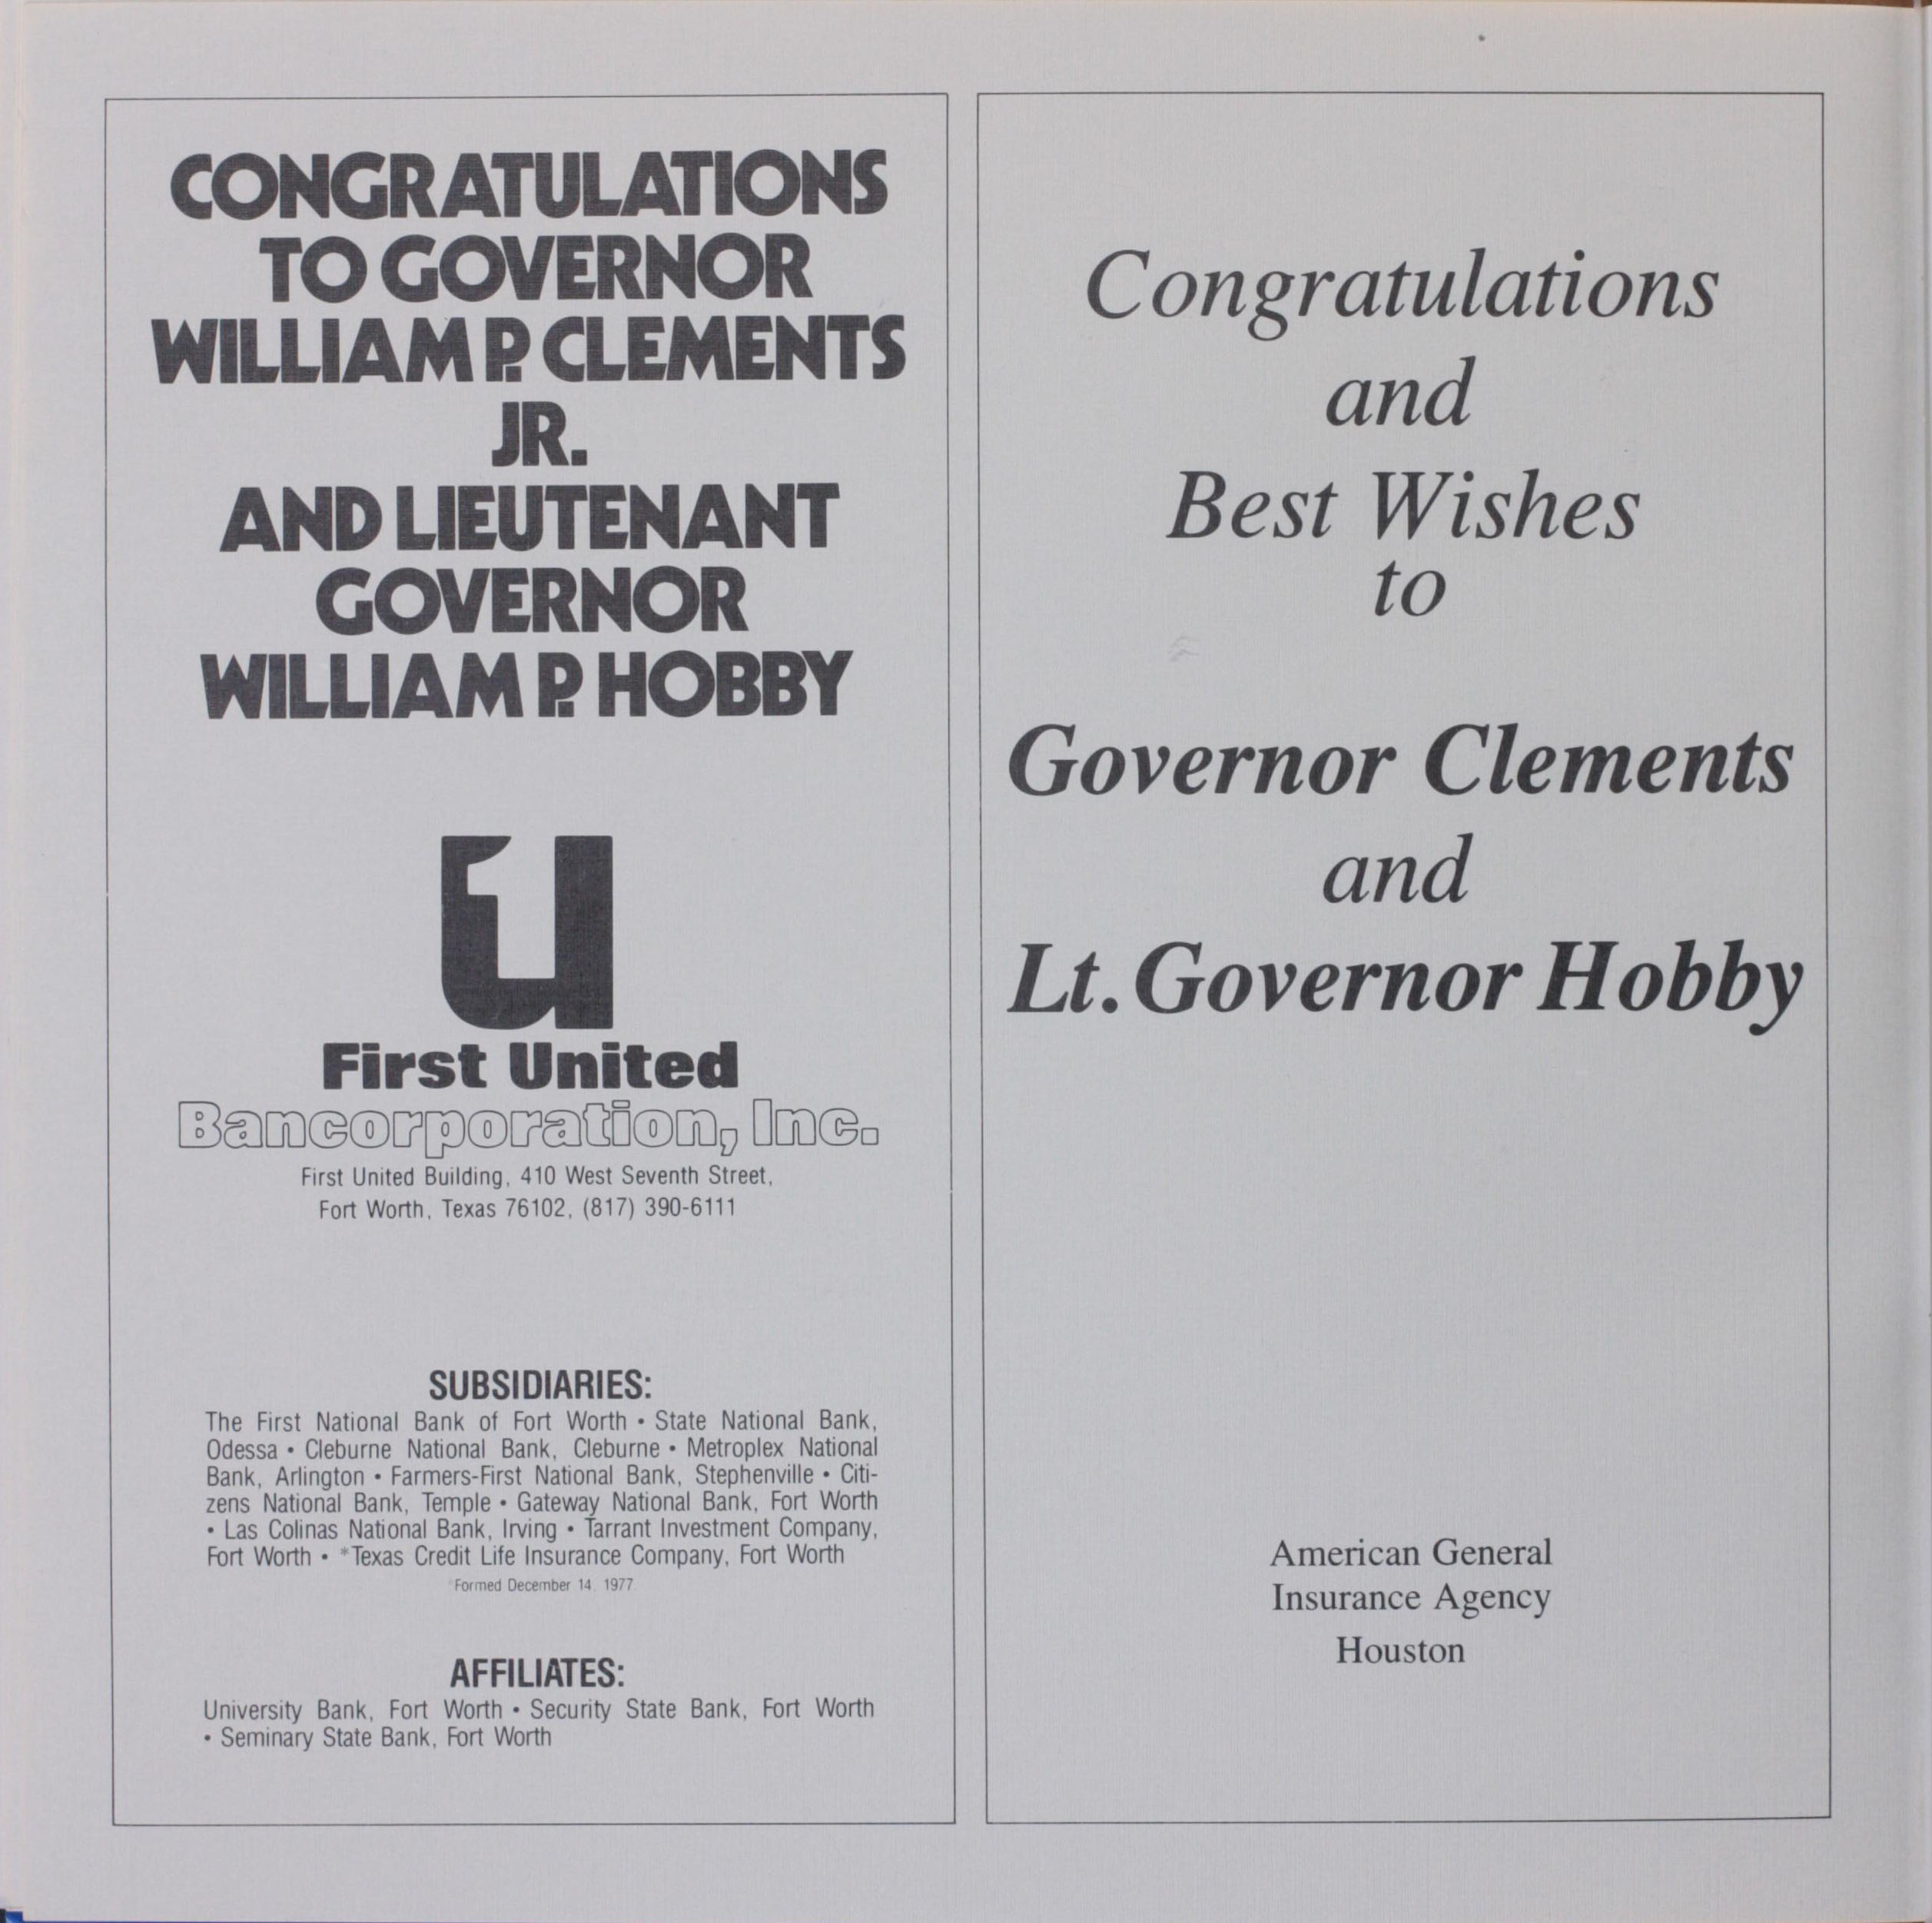 CONGRATULATIONS
TO GOVERNOR
WILLIAM P. CLEMENTS
JR.
AND LIEUTENANT
GOVERNOR
WILLIAM P. HOBBY
First United
Bancorporation, Inc.
First United Building, 410 West Seventh Street,
Fort Worth, Texas 76102, (817) 390-6111
SUBSIDIARIES:
The First National Bank of Fort Worth • State National Bank,
Odessa • Cleburne National Bank, Cleburne • Metroplex National
Bank, Arlington • Farmers-First National Bank, Stephenville • Citi-
zens National Bank, Temple • Gateway National Bank, Fort Worth
• Las Colinas National Bank, Irving • Tarrant Investment Company,
Fort Worth • *Texas Credit Life Insurance Company, Fort Worth
*Formed December 14, 1977.
AFFILIATES:
University Bank, Fort Worth • Security State Bank, Fort Worth
• Seminary State Bank, Fort Worth
Congratulations
and
Best Wishes
to
Governor Clements
and
Lt. Governor Hobby
American General
Insurance Agency
Houston